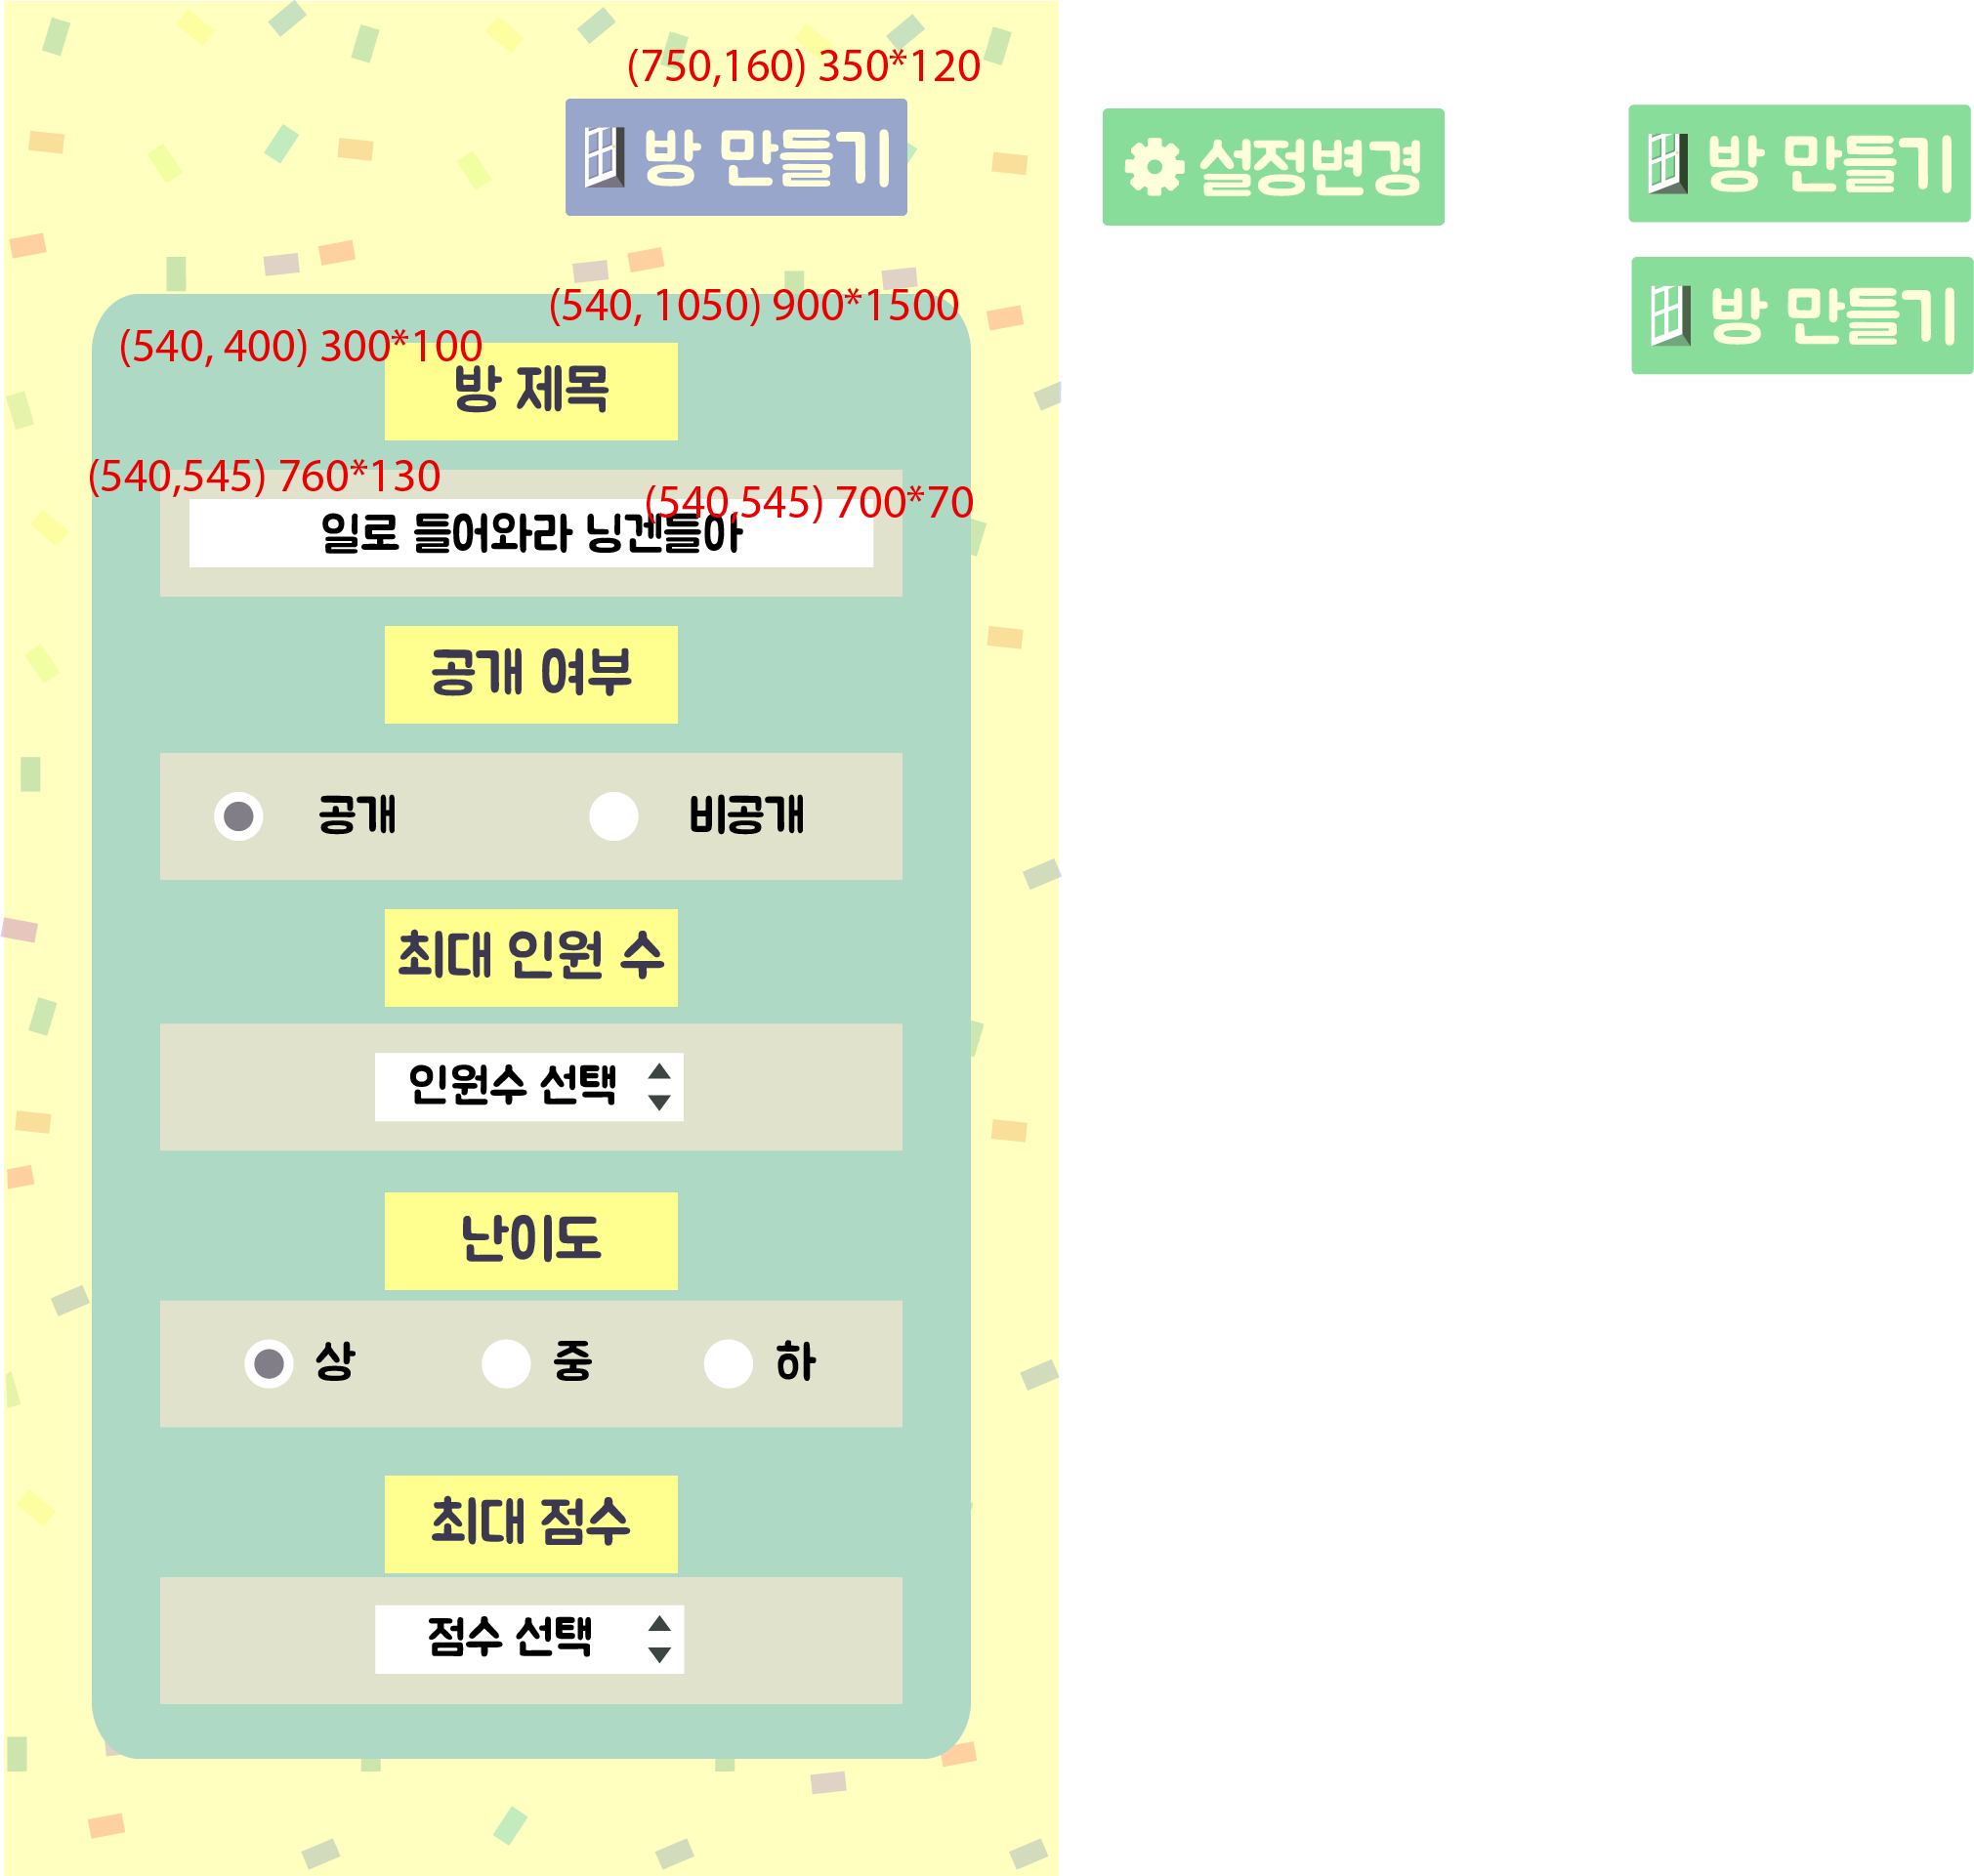 (750,160) 350*120
방 만들기
설정변경
방 만들기
방 만들기
(540, 1050) 900*1500
(540, 400) 300*100
방 제목
(540,545) 760*130
(540,545) 700*70
일로 들어와라 닝겐들아
공개 여부
공개
비공개
최대 인원 수
인원수 선택
난이도
상
중
하
최대 점수
점수 선택